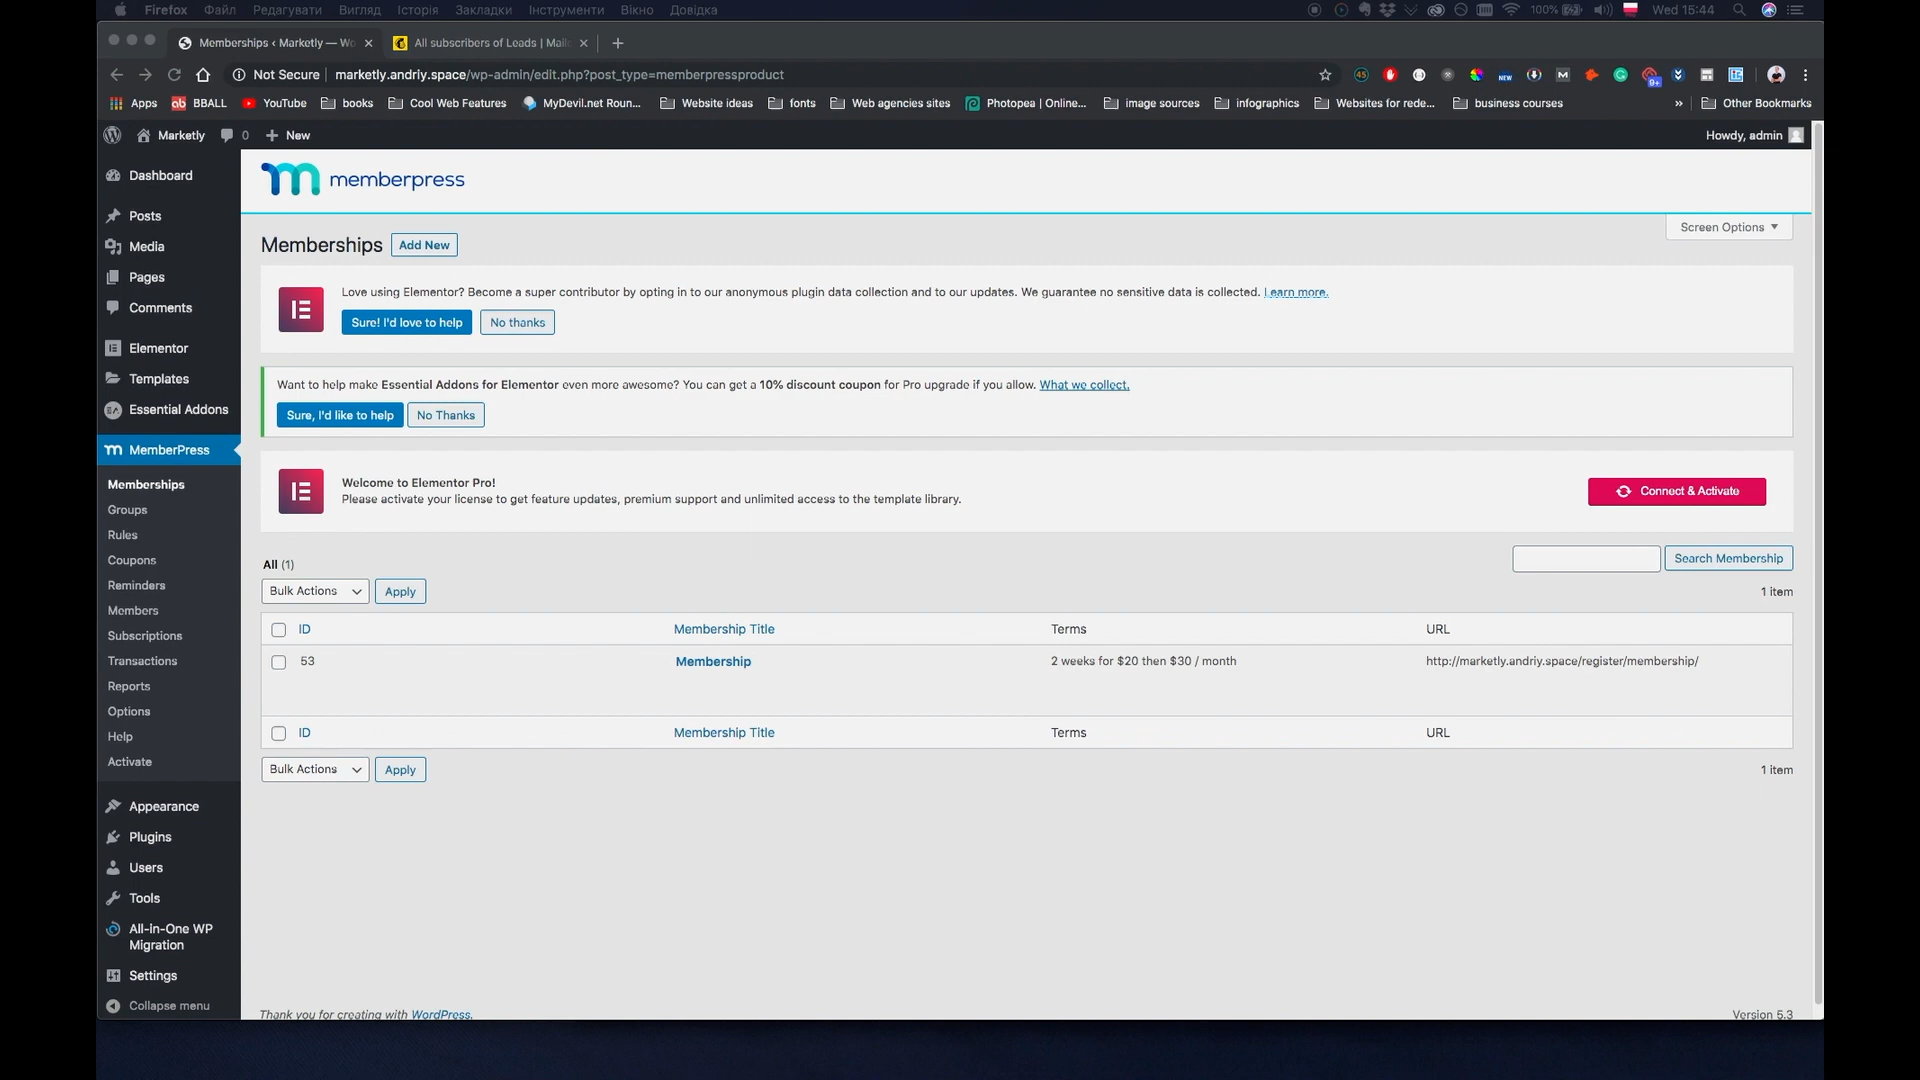 Firefox Файл Редагувати Вигляд Історія Закладки Інструменти Вікно Довідка 100% Wed 15:44
Memberships ‹ Marketly — Wo All subscribers of Leads | Mail
Not Secure marketly.andriy.space/wp-admin/edit.php?post_type=memberpressproduct
Apps BBALL YouTube books Cool Web Features MyDevil.net Roun... Website ideas fonts Web agencies sites Photopea | Online... image sources infographics Websites for rede... business courses » Other Bookmarks
Marketly 0 New Howdy, admin
Dashboard
Posts
Media
Pages
Comments
Elementor
Templates
Essential Addons
MemberPress
Memberships
Groups
Rules
Coupons
Reminders
Members
Subscriptions
Transactions
Reports
Options
Help
Activate
Appearance
Plugins
Users
Tools
All-in-One WP
Migration
Settings
Collapse menu
memberpress
Screen Options
Memberships Add New
Love using Elementor? Become a super contributor by opting in to our anonymous plugin data collection and to our updates. We guarantee no sensitive data is collected. Learn more.
Sure! I'd love to help No thanks
Want to help make Essential Addons for Elementor even more awesome? You can get a 10% discount coupon for Pro upgrade if you allow. What we collect.
Sure, I'd like to help No Thanks
Welcome to Elementor Pro!
Please activate your license to get feature updates, premium support and unlimited access to the template library.
Connect & Activate
All (1) Search Membership
Bulk Actions Apply 1 item
ID Membership Title Terms URL
53 Membership 2 weeks for $20 then $30 / month http://marketly.andriy.space/register/membership/
ID Membership Title Terms URL
Bulk Actions Apply 1 item
Thank you for creating with WordPress. Version 5.3